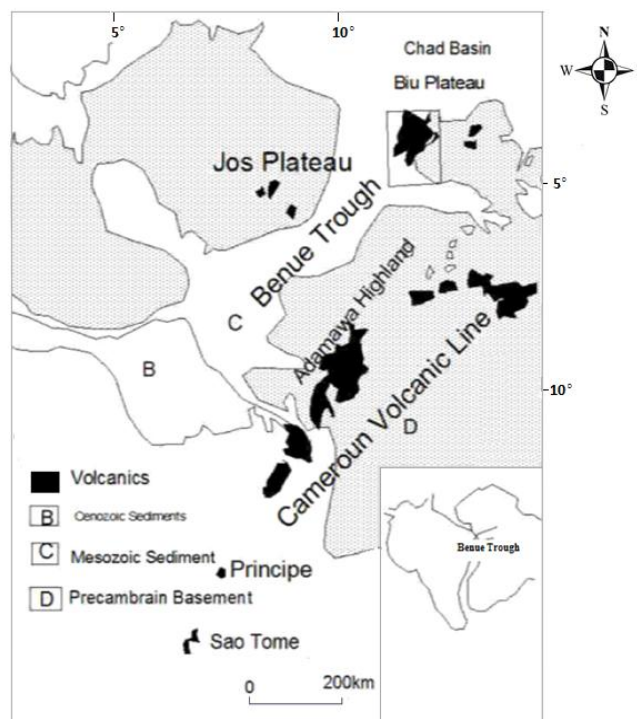 5° 10°
N
W E
S
Chad Basin
Biu Plateau
Jos Plateau
5°
Benue Trough
Adamawa Highland
C
B
10°
Cameroun Volcanic Line
D
Volcanics
B Cenozoic Sediments
C Mesozoic Sediment
D Precambrain Basement
Benue Trough
Principe
Sao Tome
0 200km